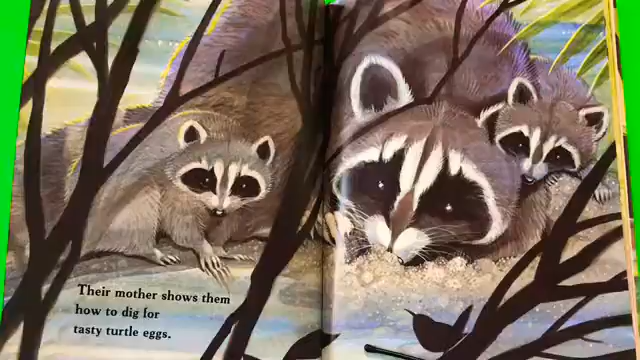 Their mother shows them
how to dig for
tasty turtle eggs.